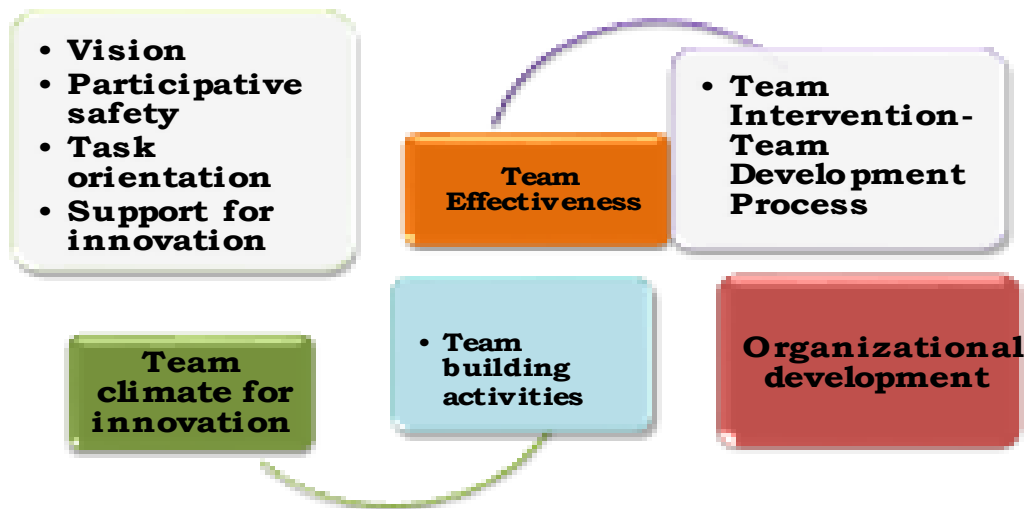 • Vision
• Participative
safety
• Task
orientation
• Support for
innovation
Team
climate for
innovation
Team
Effectiveness
• Team
building
activities
• Team
Intervention-
Team
Development
Process
Organizational
development